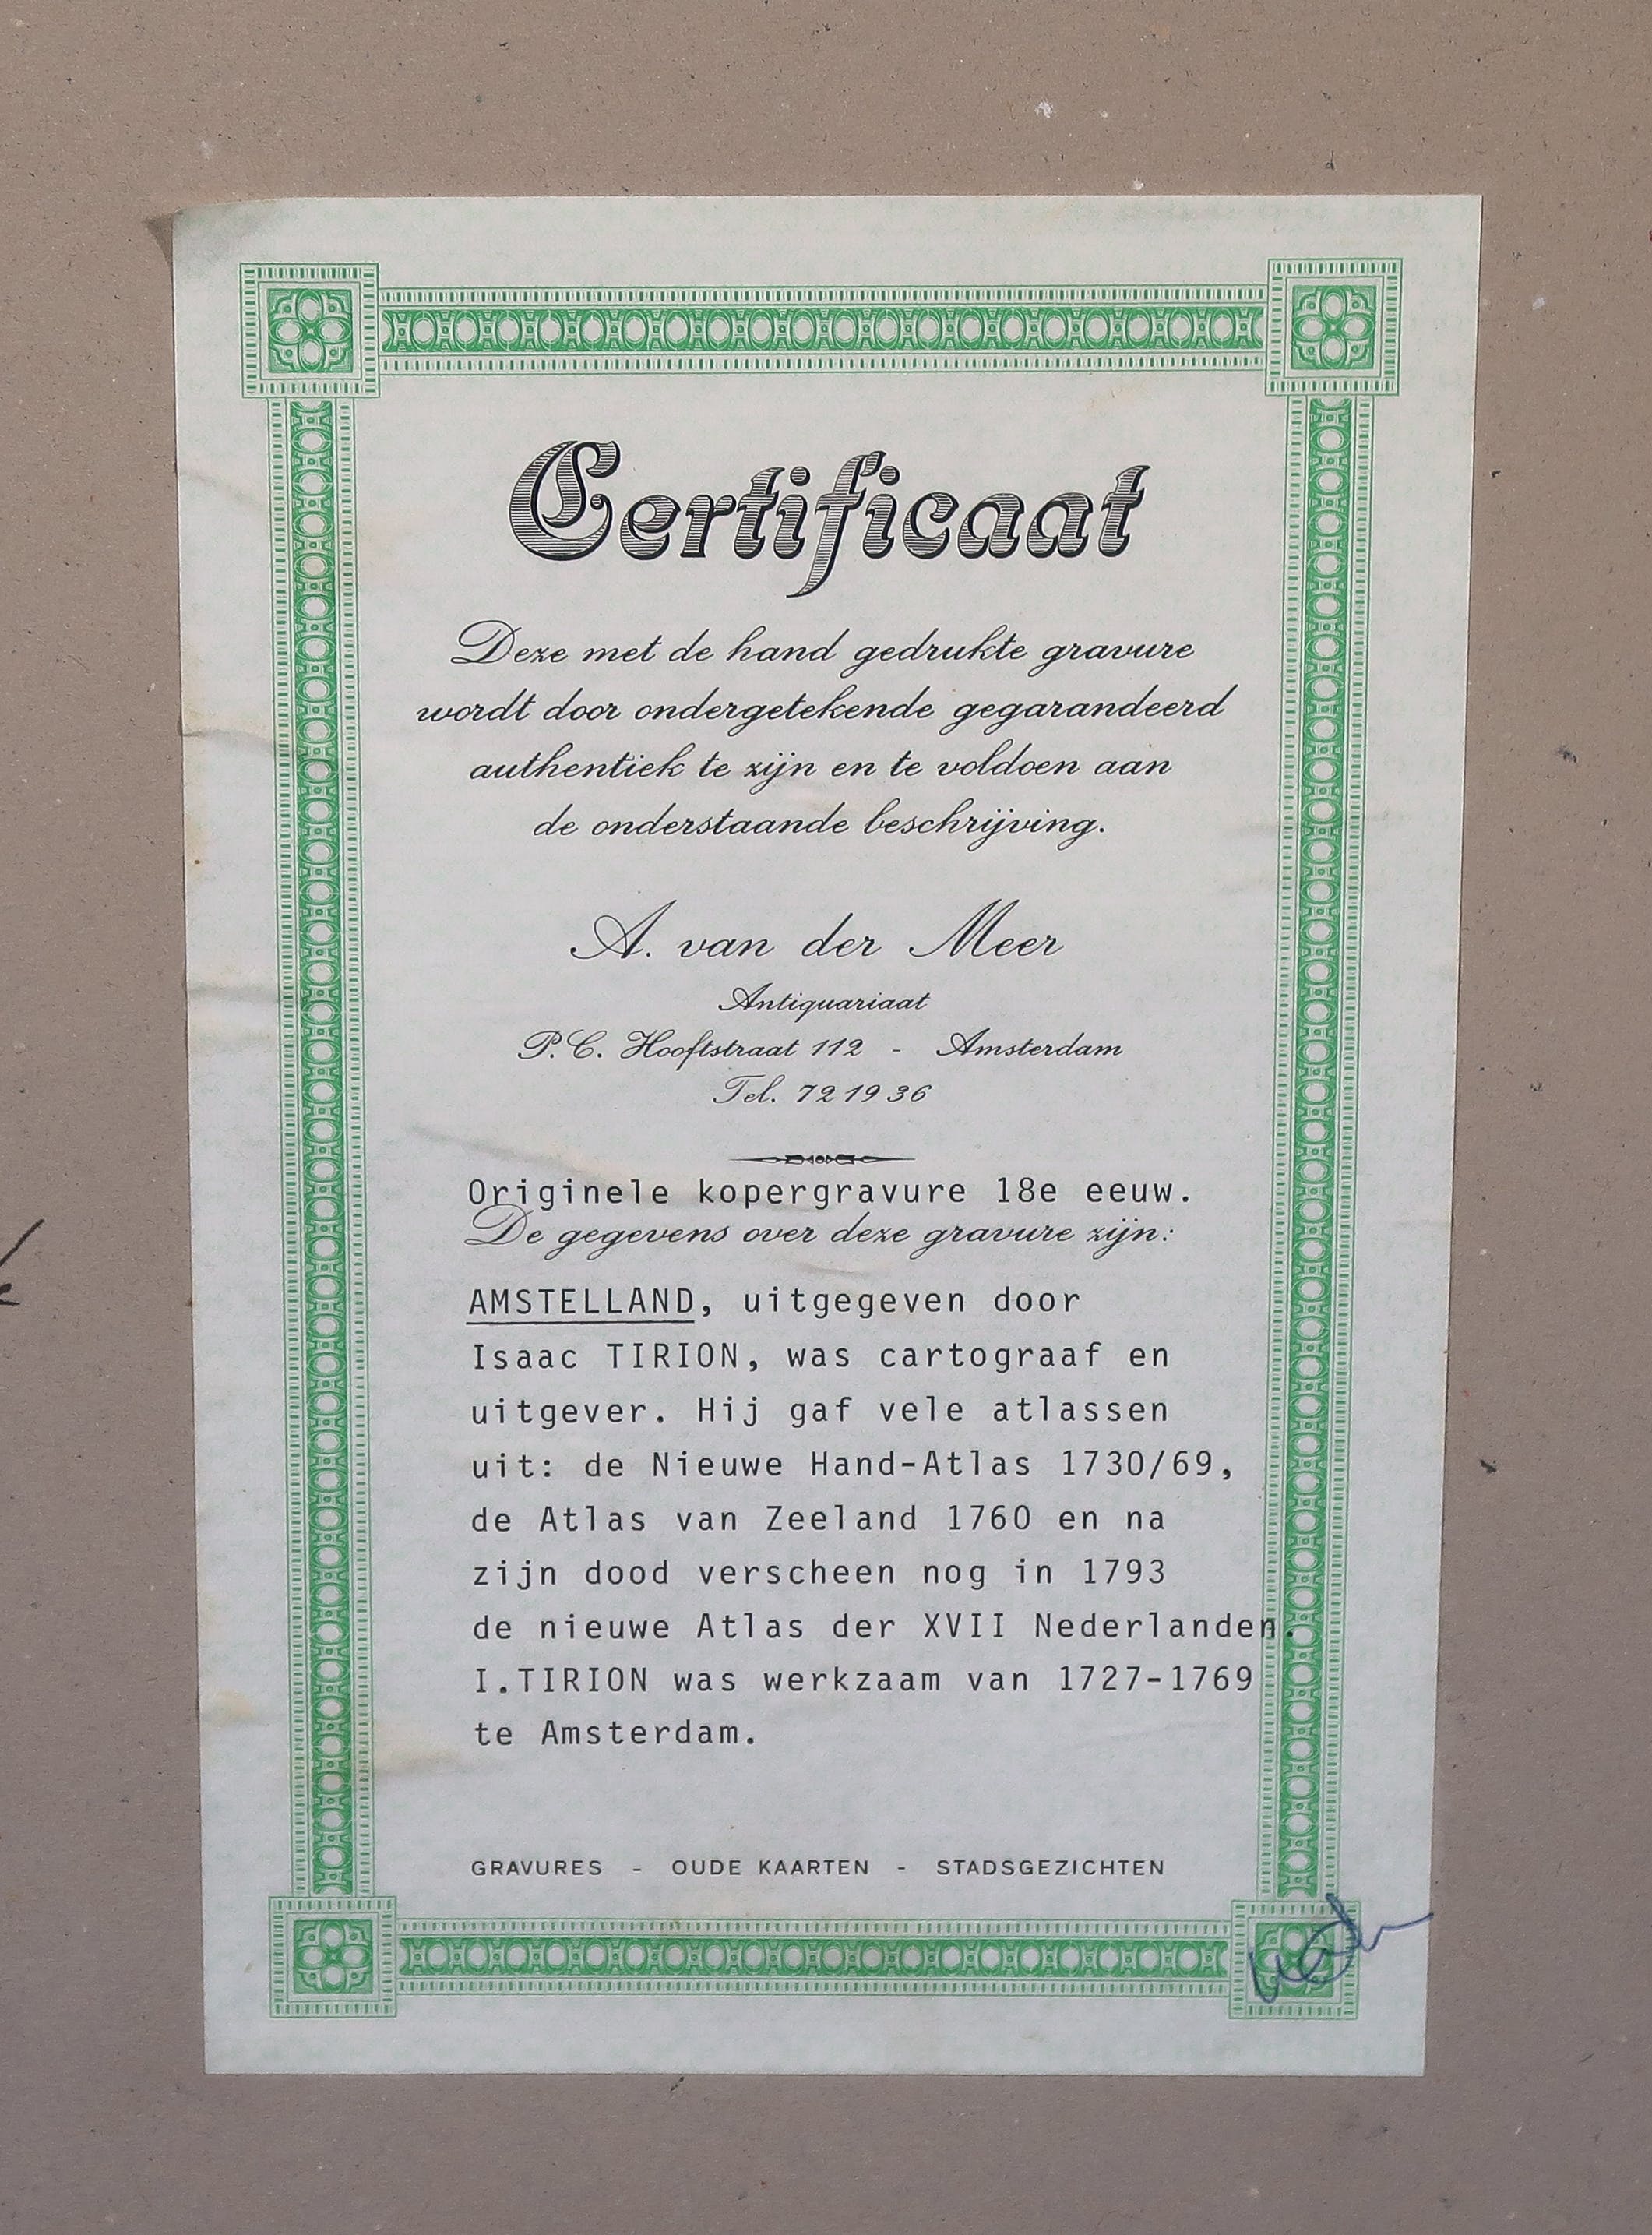 Certificaat
Deze met de hand gedrukte gravure
wordt door ondergetekende gegarandeerd
authentiek te zijn en te voldoen aan
de onderstaande beschrijving.
A. van der Meer
Antiquariaat
P.C. Hooftstraat 112 - Amsterdam
Tel. 72 19 36
Originele kopergravure 18e eeuw.
De gegevens over deze gravure zijn:
AMSTELLAND, uitgegeven door
Isaac TIRION, was cartograaf en
uitgever. Hij gaf vele atlassen
uit: de Nieuwe Hand-Atlas 1730/69,
de Atlas van Zeeland 1760 en na
zijn dood verscheen nog in 1793
de nieuwe Atlas der XVII Nederlanden.
I.TIRION was werkzaam van 1727-1769
te Amsterdam.
GRAVURES - OUDE KAARTEN - STADSGEZICHTEN